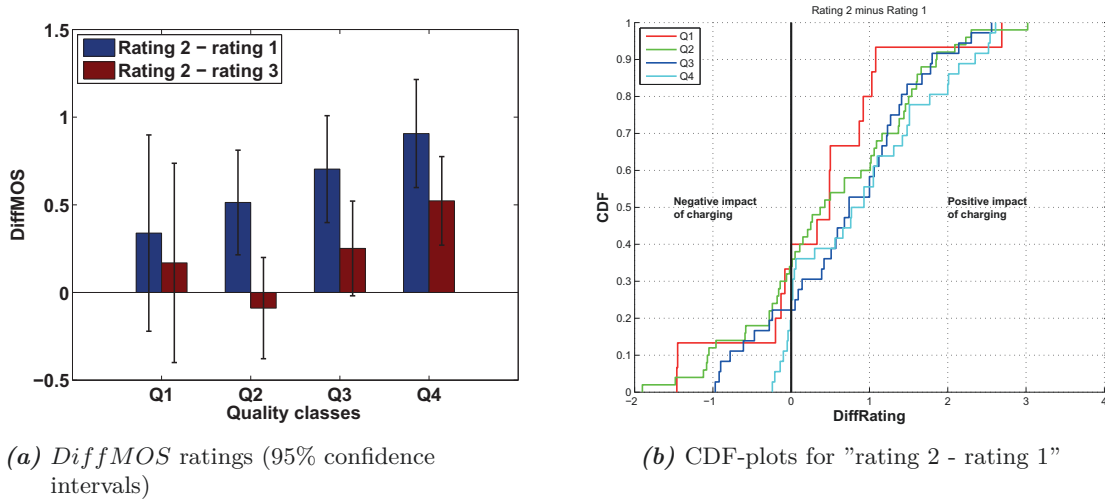 1.5
1
0.5
0
−0.5
DiffMOS
Rating 2 − rating 1
Rating 2 − rating 3
Q1 Q2 Q3 Q4
Quality classes
(a) DiffMOS ratings (95% confidence
intervals)
Rating 2 minus Rating 1
1
0.9
0.8
0.7
0.6
0.5
0.4
0.3
0.2
0.1
0
CDF
Q1
Q2
Q3
Q4
Negative impact
of charging
Positive impact
of charging
−2 −1 0 1 2 3 4
DiffRating
(b) CDF-plots for "rating 2 - rating 1"